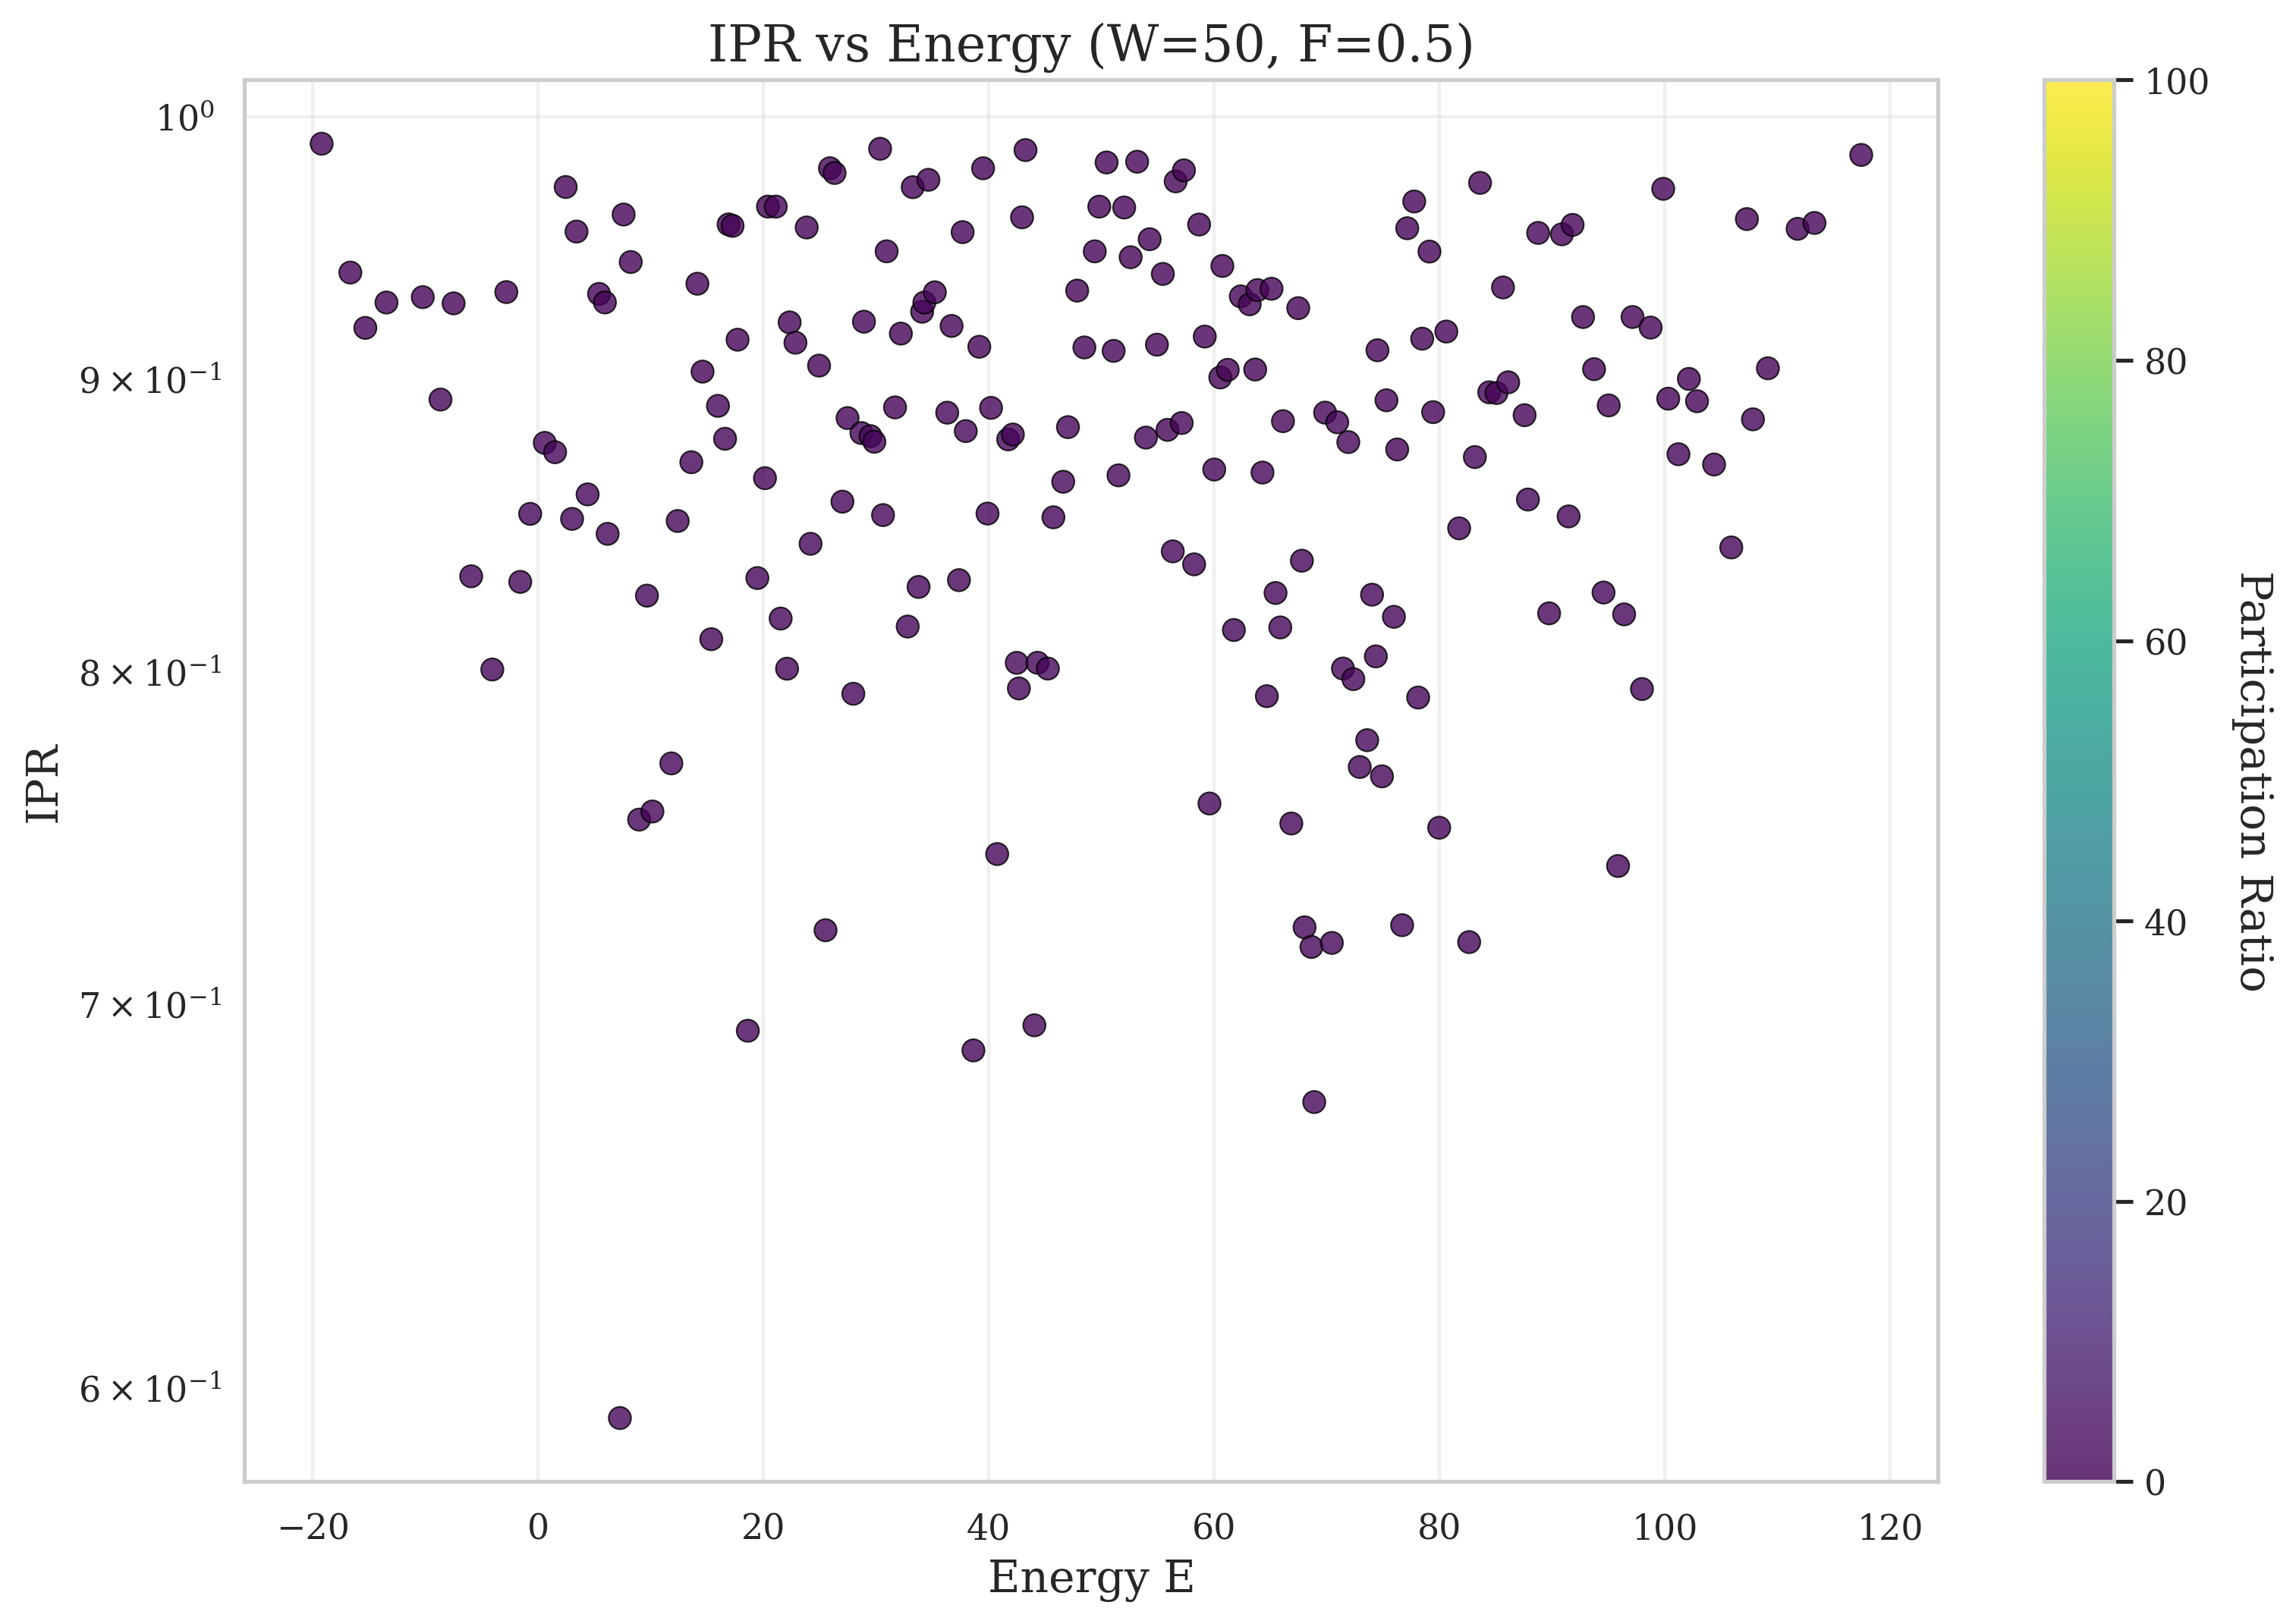 IPR vs Energy (W=50, F=0.5)
10⁰
9 × 10⁻¹
8 × 10⁻¹
7 × 10⁻¹
6 × 10⁻¹
IPR
−20 0 20 40 60 80 100 120
Energy E
100
80
60
40
20
0
Participation Ratio